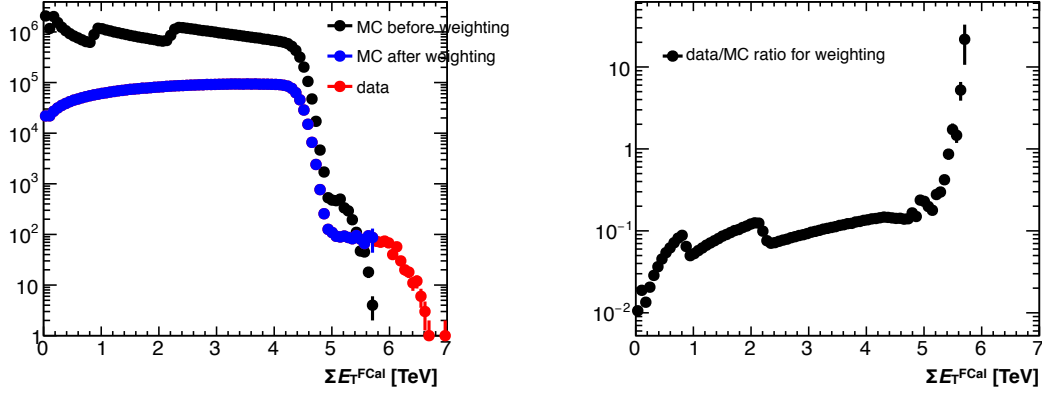 10⁶
10⁵
10⁴
10³
10²
10
1
0 1 2 3 4 5 6 7
ΣE_T^FCal [TeV]
MC before weighting
MC after weighting
data
10
1
10⁻¹
10⁻²
0 1 2 3 4 5 6 7
ΣE_T^FCal [TeV]
data/MC ratio for weighting